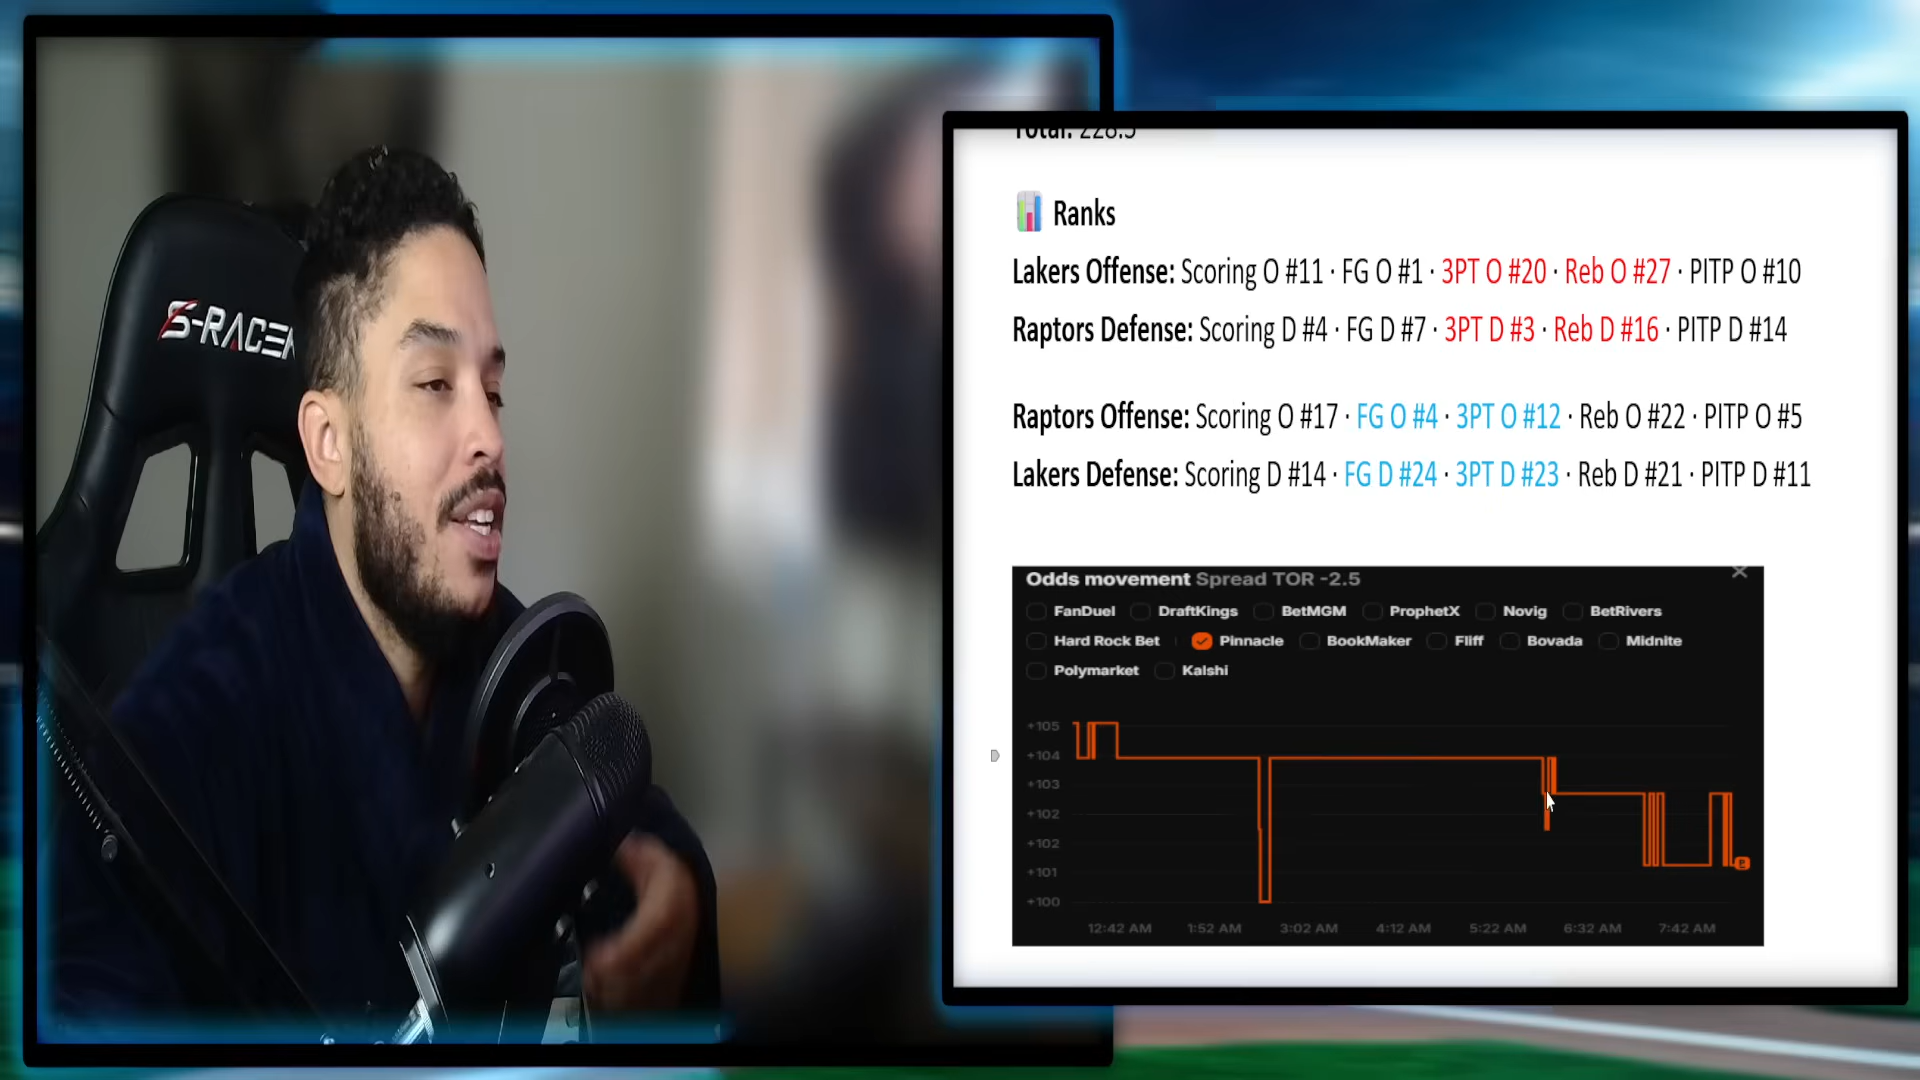 S-RACER
Total: 228.5
Ranks
Lakers Offense: Scoring O #11 · FG O #1 · 3PT O #20 · Reb O #27 · PITP O #10
Raptors Defense: Scoring D #4 · FG D #7 · 3PT D #3 · Reb D #16 · PITP D #14
Raptors Offense: Scoring O #17 · FG O #4 · 3PT O #12 · Reb O #22 · PITP O #5
Lakers Defense: Scoring D #14 · FG D #24 · 3PT D #23 · Reb D #21 · PITP D #11
Odds movement Spread TOR -2.5
FanDuel DraftKings BetMGM ProphetX Novig BetRivers
Hard Rock Bet Pinnacle BookMaker Fliff Bovada Midnite
Polymarket Kalshi
+105
+104
+103
+102
+102
+101
+100
12:42 AM 1:52 AM 3:02 AM 4:12 AM 5:22 AM 6:32 AM 7:42 AM